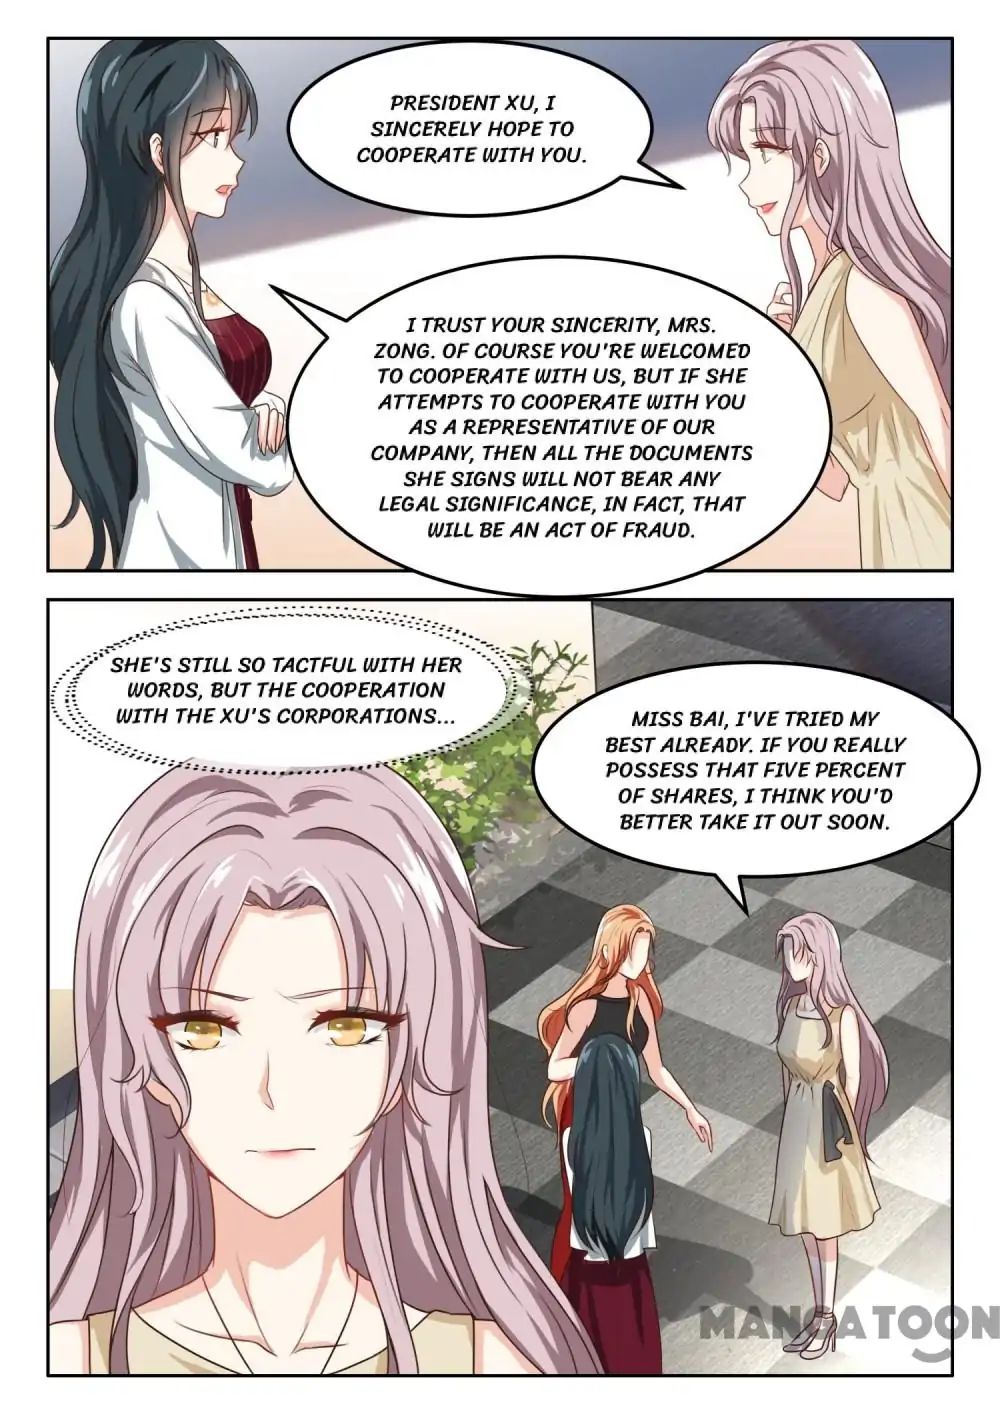 PRESIDENT XU, I
SINCERELY HOPE TO
COOPERATE WITH YOU.
I TRUST YOUR SINCERITY, MRS.
ZONG. OF COURSE YOU'RE WELCOMED
TO COOPERATE WITH US, BUT IF SHE
ATTEMPTS TO COOPERATE WITH YOU
AS A REPRESENTATIVE OF OUR
COMPANY, THEN ALL THE DOCUMENTS
SHE SIGNS WILL NOT BEAR ANY
LEGAL SIGNIFICANCE, IN FACT, THAT
WILL BE AN ACT OF FRAUD.
SHE'S STILL SO TACTFUL WITH HER
WORDS, BUT THE COOPERATION
WITH THE XU'S CORPORATIONS...
MISS BAI, I'VE TRIED MY
BEST ALREADY. IF YOU REALLY
POSSESS THAT FIVE PERCENT
OF SHARES, I THINK YOU'D
BETTER TAKE IT OUT SOON.
MANGATOON